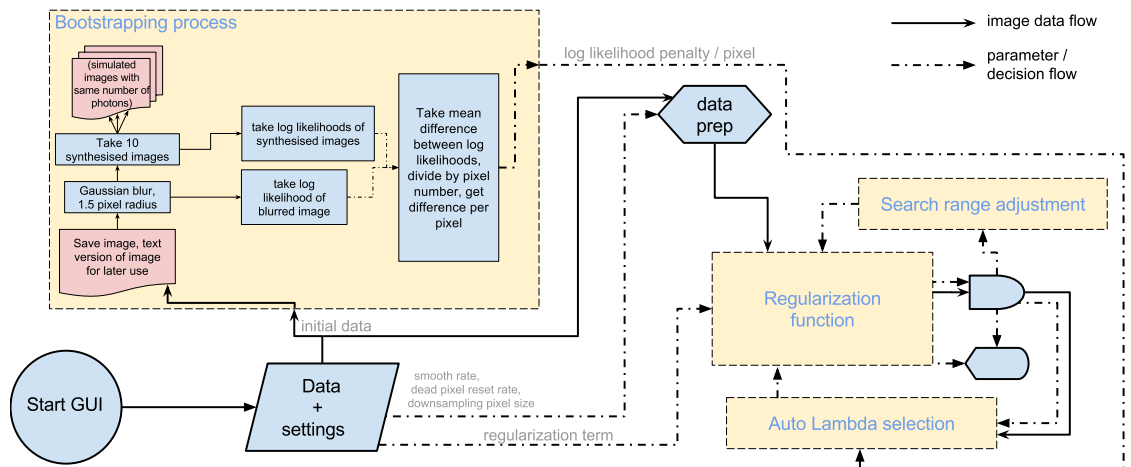 Bootstrapping process
(simulated
images with
same number of
photons)
Take 10
synthesised images
Gaussian blur,
1.5 pixel radius
Save image, text
version of image
for later use
take log likelihoods of
synthesised images
take log
likelihood of
blurred image
Take mean
difference
between log
likelihoods,
divide by pixel
number, get
difference per
pixel
log likelihood penalty / pixel
image data flow
parameter /
decision flow
data
prep
Search range adjustment
Regularization
function
Auto Lambda selection
initial data
Start GUI
Data
+
settings
smooth rate,
dead pixel reset rate,
downsampling pixel size
regularization term